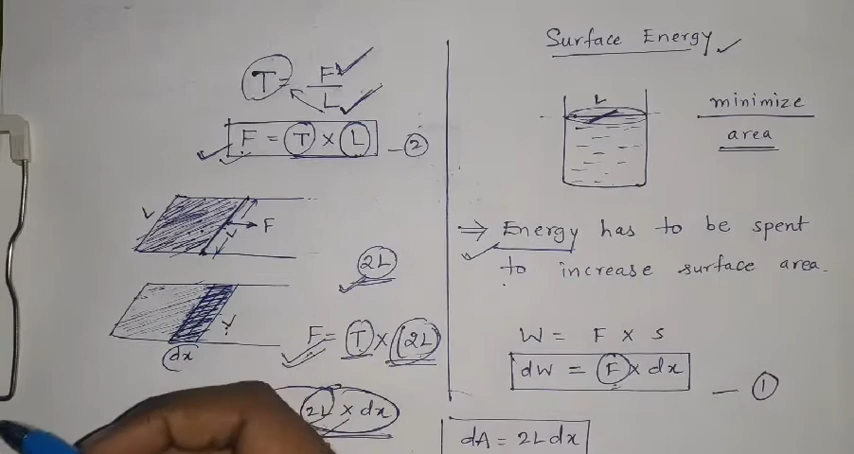 T = F/L
F = T × L — ②
L
F
L
2L
dx
F = T × (2L)
2L × dx
Surface Energy
L
minimize
area
⇒ Energy has to be spent
to increase surface area.
W = F × S
dW = F × dx — ①
dA = 2L dx